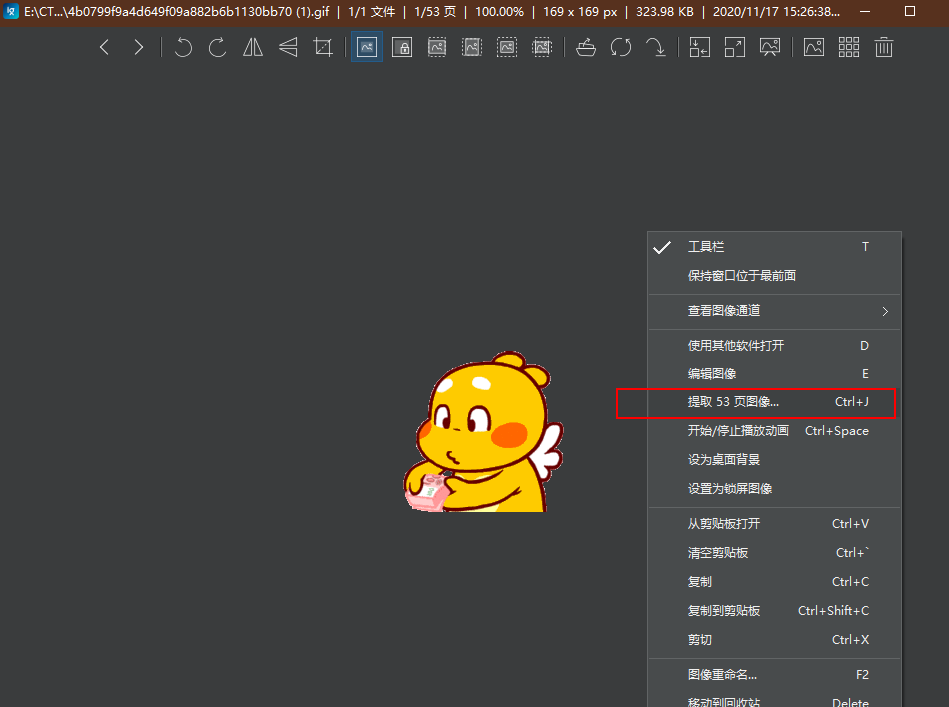 E:\CT...\4b0799f9a4d649f09a882b6b1130bb70 (1).gif | 1/1 文件 | 1/53 页 | 100.00% | 169 x 169 px | 323.98 KB | 2020/11/17 15:26:38...
工具栏 T
保持窗口位于最前面
查看图像通道
使用其他软件打开 D
编辑图像 E
提取 53 页图像... Ctrl+J
开始/停止播放动画 Ctrl+Space
设为桌面背景
设置为锁屏图像
从剪贴板打开 Ctrl+V
清空剪贴板 Ctrl+`
复制 Ctrl+C
复制到剪贴板 Ctrl+Shift+C
剪切 Ctrl+X
图像重命名... F2
移动到回收站 Delete